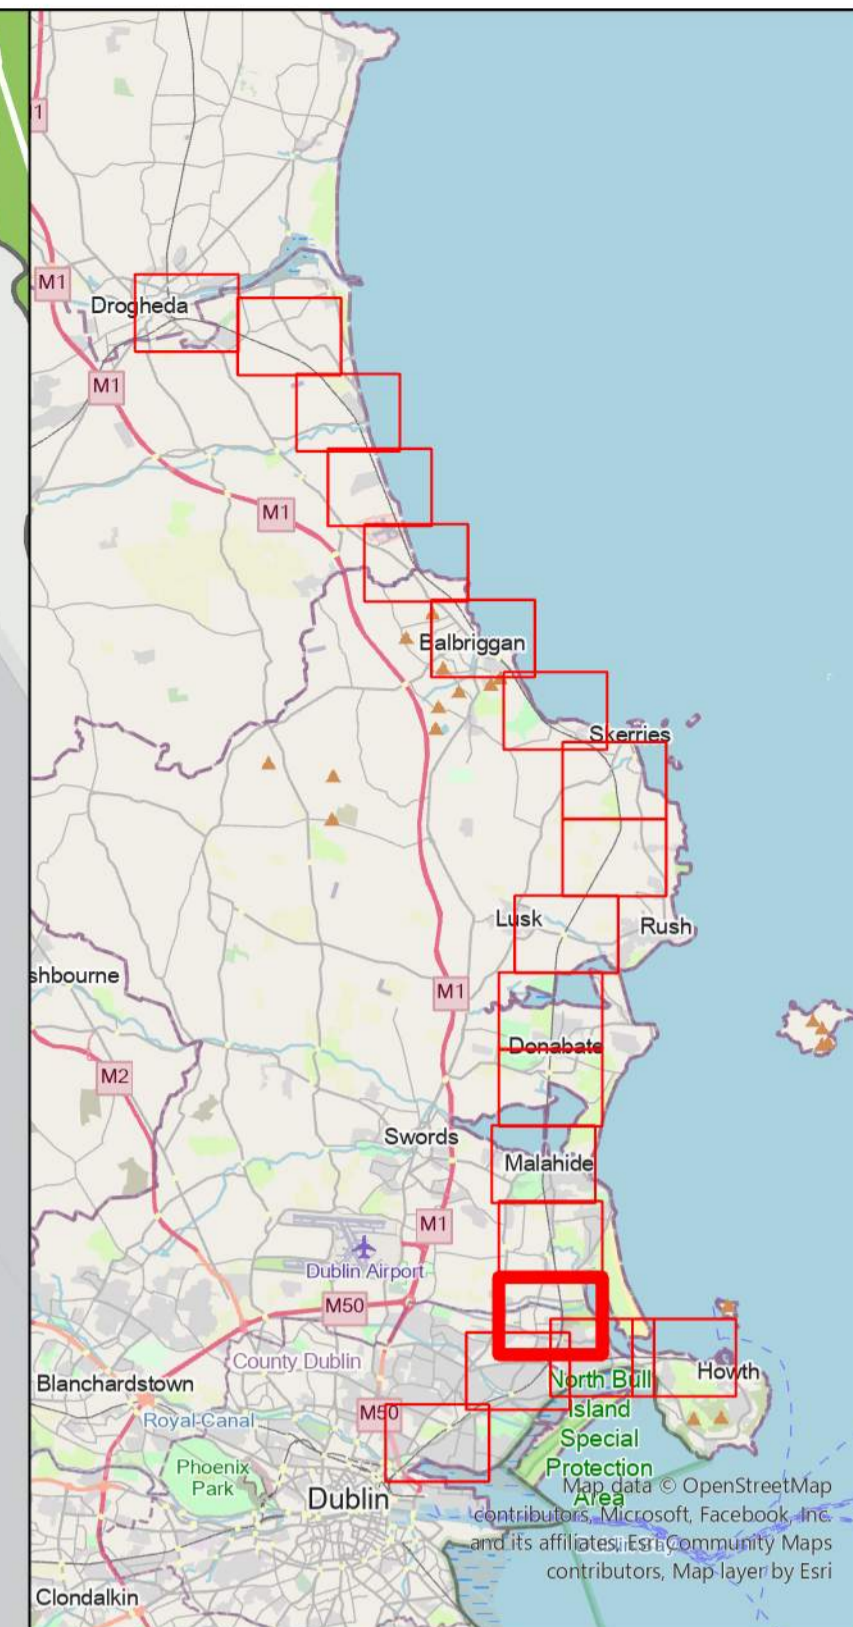 1
M1
Drogheda
M1
M1
Balbriggan
Skerries
Lusk
Rush
shbourne
M1
Donabate
M2
Swords
Malahide
M1
Dublin Airport
M50
County Dublin
Blanchardstown
Howth
North Bull
Island
Special
Protection
Area
Royal Canal
M50
Phoenix
Park
Dublin
Map data © OpenStreetMap
contributors, Microsoft, Facebook, Inc.
and its affiliates, Esri Community Maps
contributors, Map layer by Esri
Clondalkin